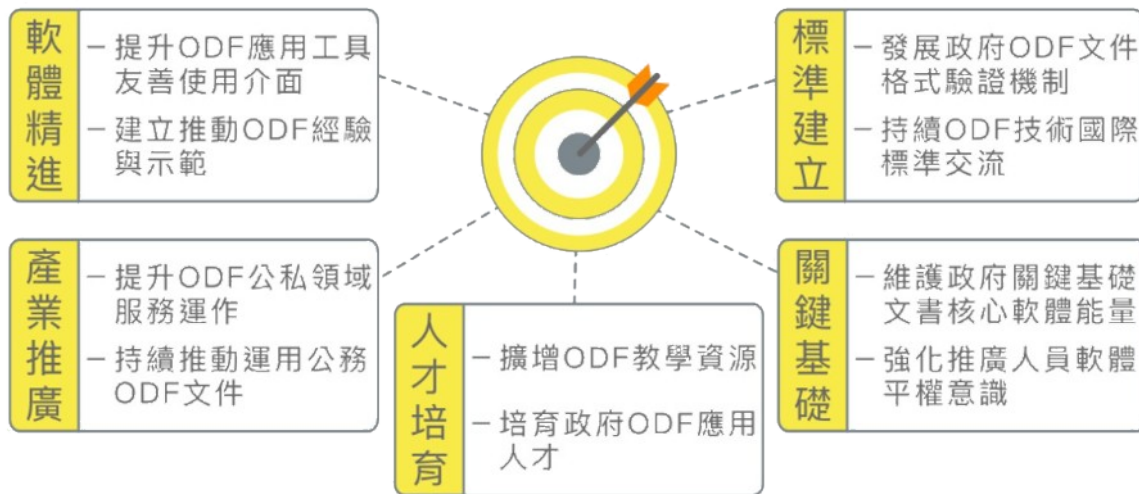 軟體精進
– 提升ODF應用工具
友善使用介面
– 建立推動ODF經驗
與示範
標準建立
– 發展政府ODF文件
格式驗證機制
– 持續ODF技術國際
標準交流
產業推廣
– 提升ODF公私領域
服務運作
– 持續推動運用公務
ODF文件
人才培育
– 擴增ODF教學資源
– 培育政府ODF應用
人才
關鍵基礎
– 維護政府關鍵基礎
文書核心軟體能量
– 強化推廣人員軟體
平權意識